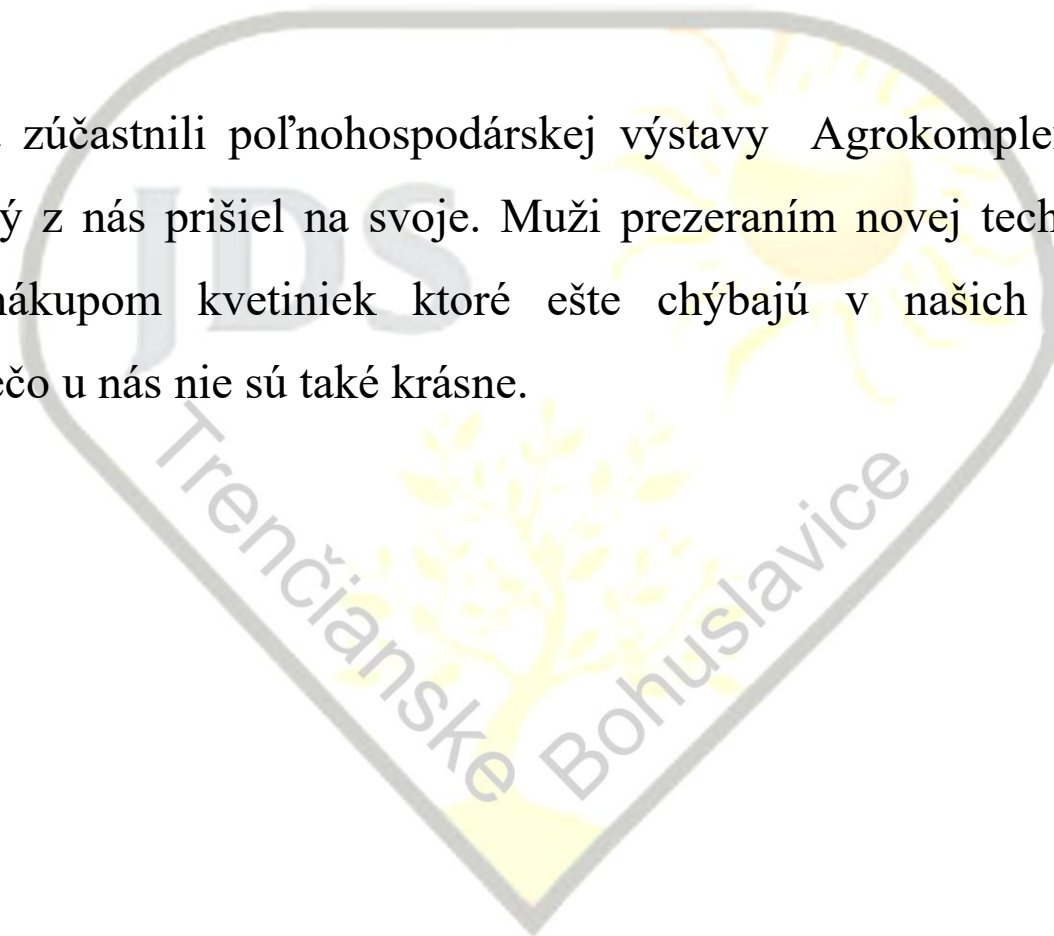 zúčastnili poľnohospodárskej výstavy Agrokomple
ý z nás prišiel na svoje. Muži prezeraním novej tech
nákupom kvetiniek ktoré ešte chýbajú v našich
ečo u nás nie sú také krásne.
JDS
Trenčianske Bohuslavice